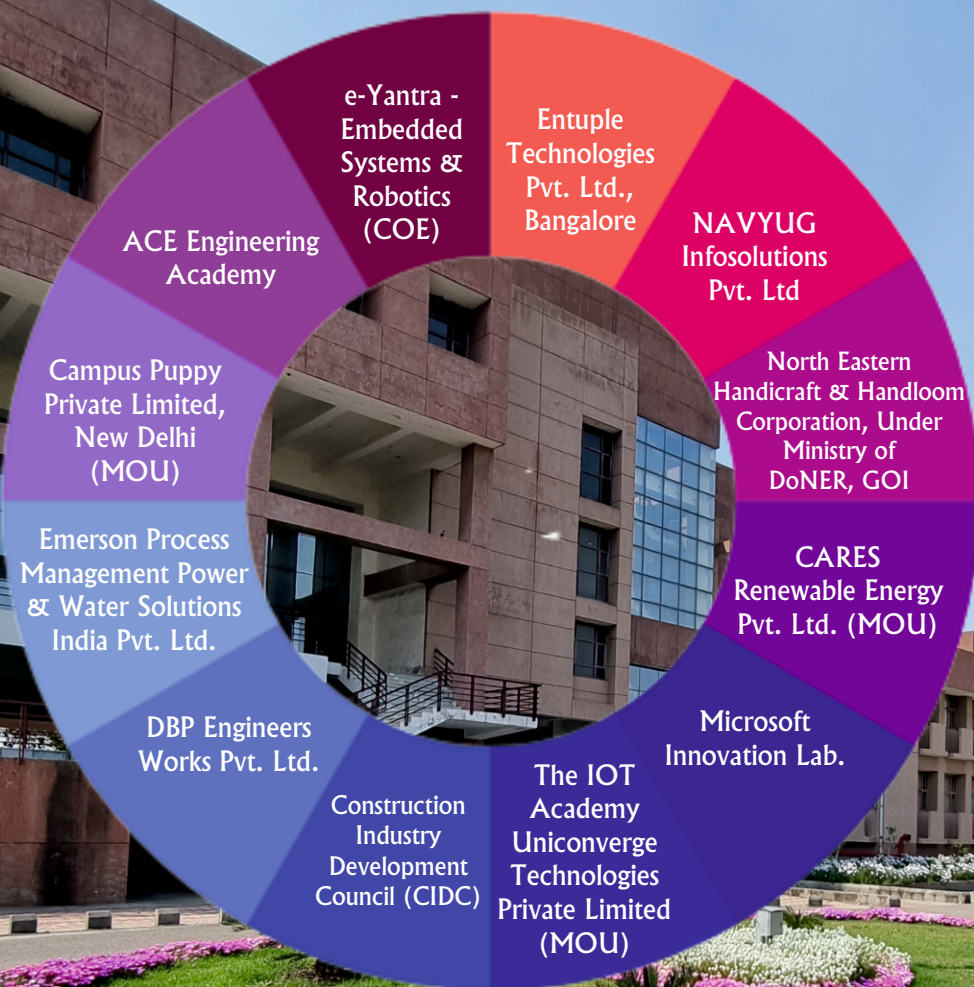 e-Yantra -
Embedded
Systems &
Robotics
(COE)
Entuple
Technologies
Pvt. Ltd.,
Bangalore
NAVYUG
Infosolutions
Pvt. Ltd
North Eastern
Handicraft & Handloom
Corporation, Under
Ministry of
DoNER, GOI
CARES
Renewable Energy
Pvt. Ltd. (MOU)
Microsoft
Innovation Lab.
The IOT
Academy
Uniconverge
Technologies
Private Limited
(MOU)
Construction
Industry
Development
Council (CIDC)
DBP Engineers
Works Pvt. Ltd.
Emerson Process
Management Power
& Water Solutions
India Pvt. Ltd.
Campus Puppy
Private Limited,
New Delhi
(MOU)
ACE Engineering
Academy